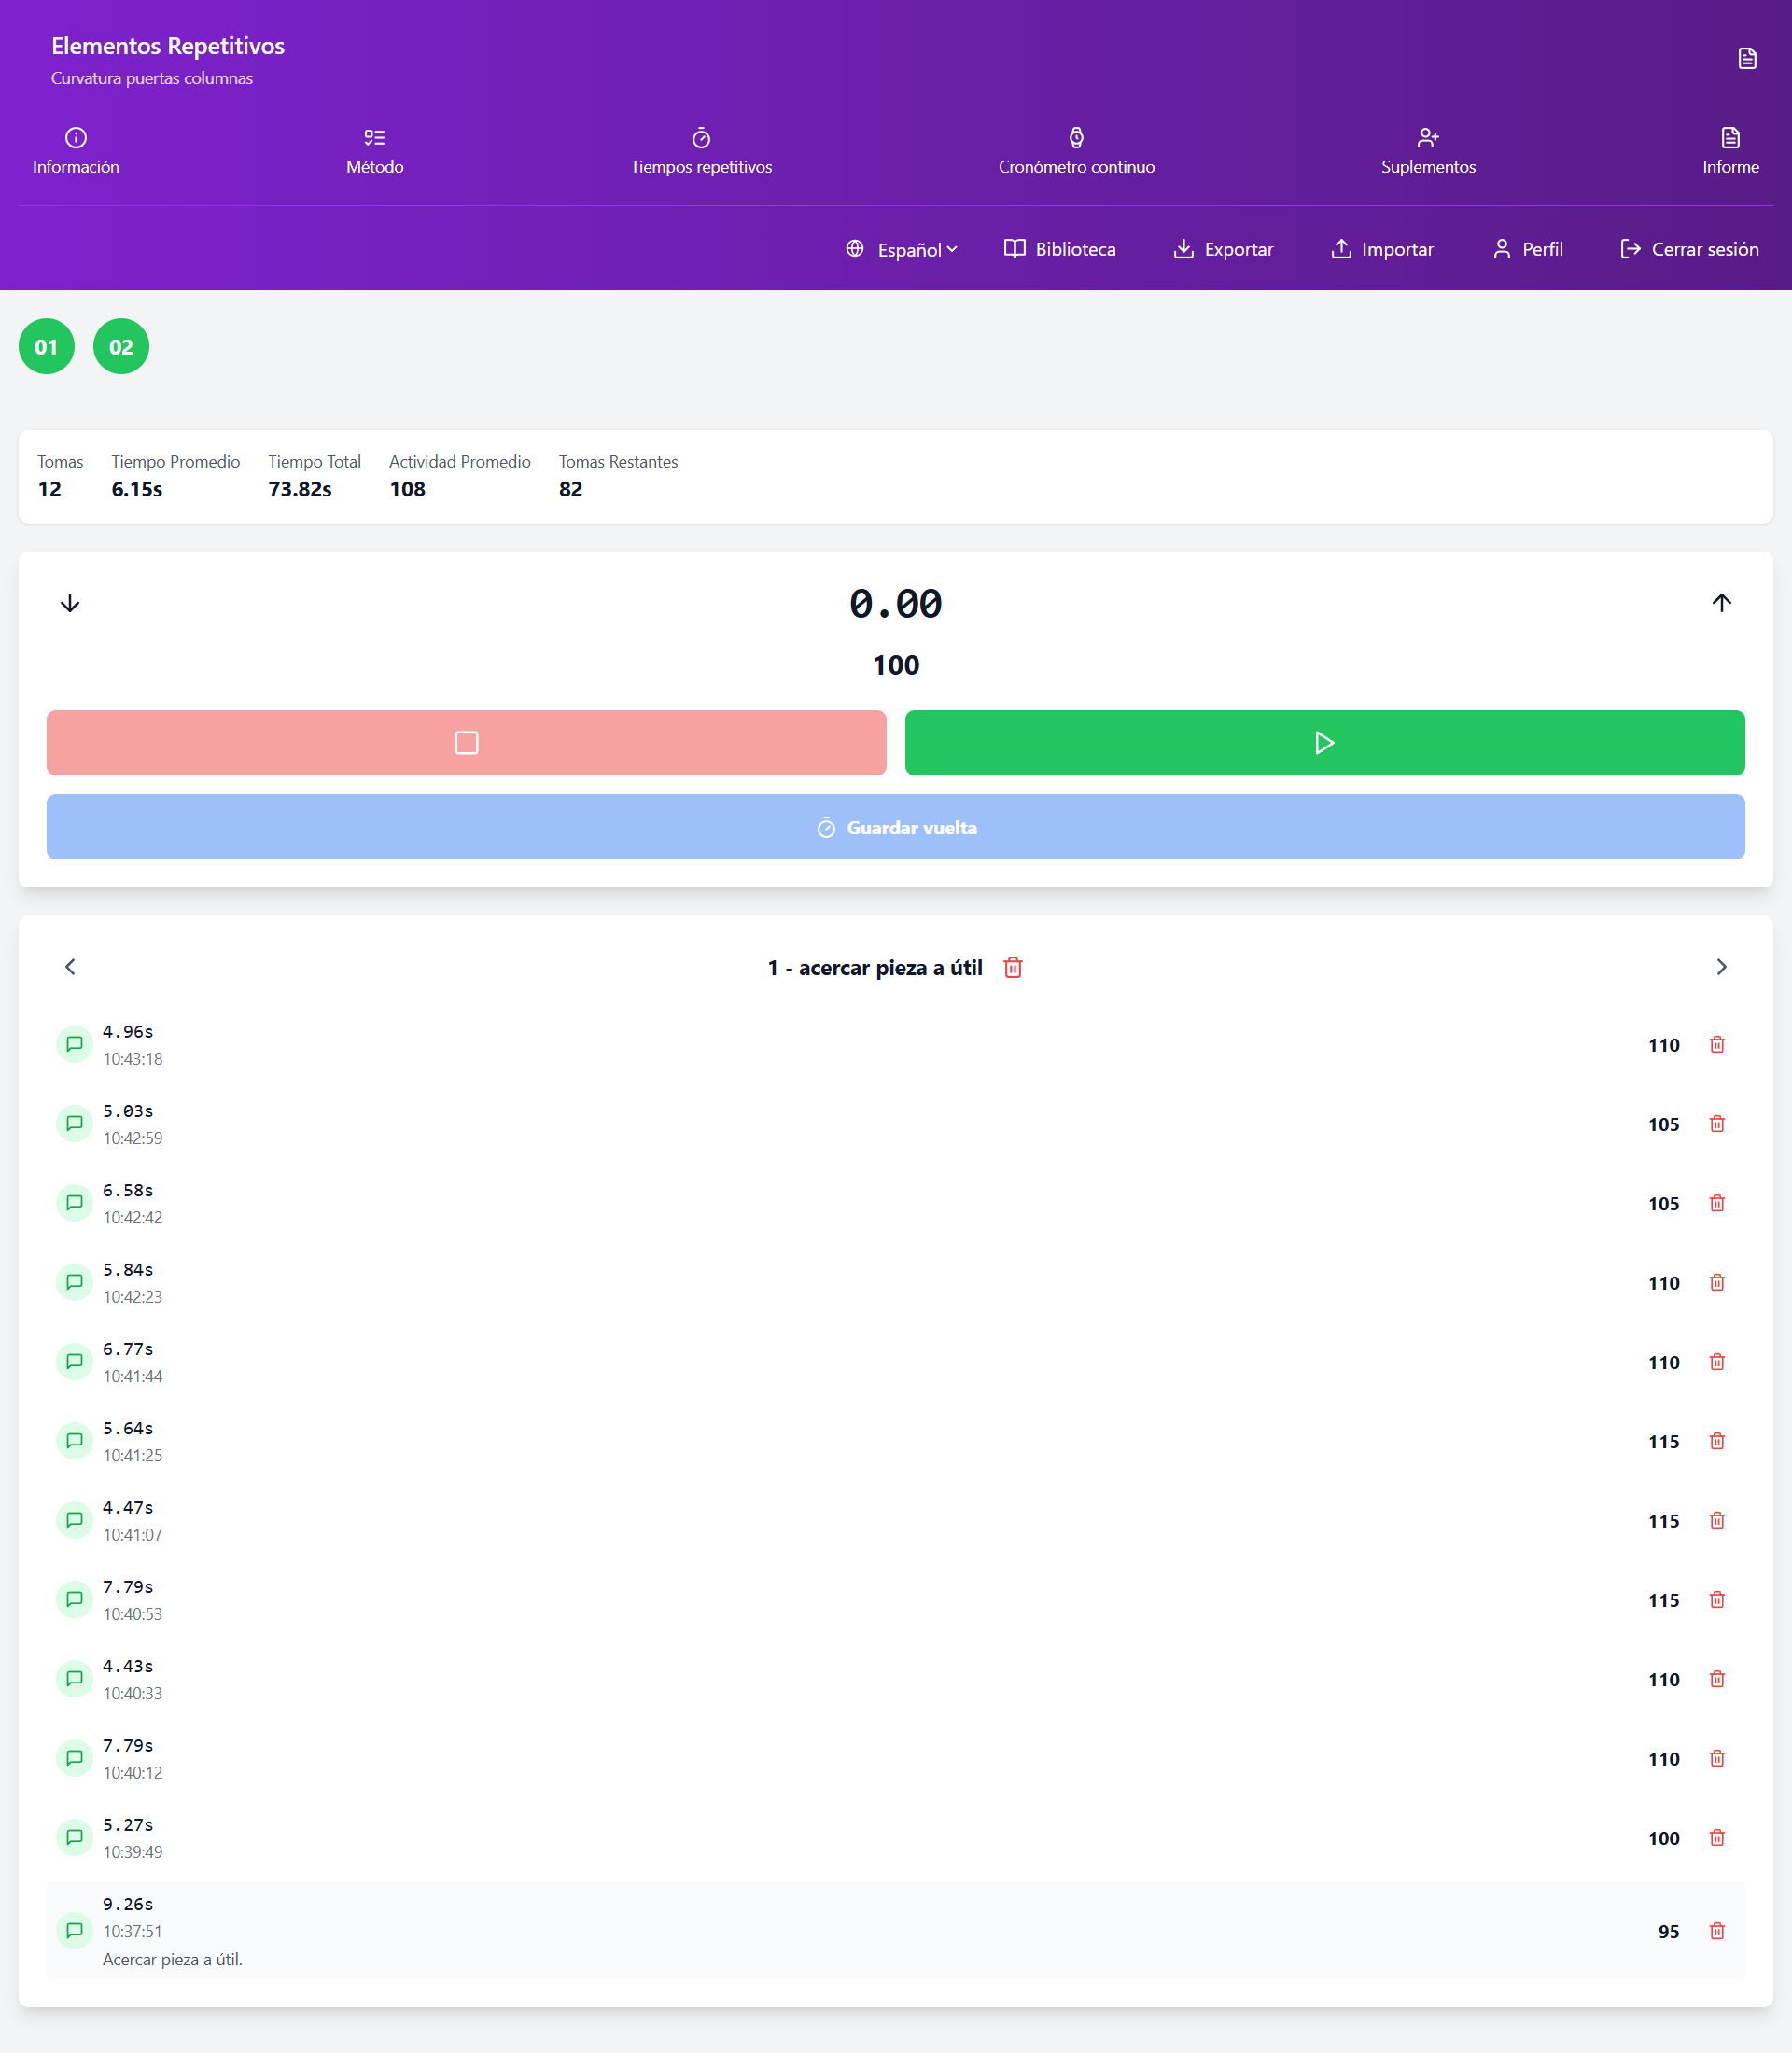 Elementos Repetitivos
Curvatura puertas columnas
Información Método Tiempos repetitivos Cronómetro continuo Suplementos Informe
Español Biblioteca Exportar Importar Perfil Cerrar sesión
01 02
Tomas Tiempo Promedio Tiempo Total Actividad Promedio Tomas Restantes
12 6.15s 73.82s 108 82
0.00
100
Guardar vuelta
1 - acercar pieza a útil
4.96s
10:43:18
110
5.03s
10:42:59
105
6.58s
10:42:42
105
5.84s
10:42:23
110
6.77s
10:41:44
110
5.64s
10:41:25
115
4.47s
10:41:07
115
7.79s
10:40:53
115
4.43s
10:40:33
110
7.79s
10:40:12
110
5.27s
10:39:49
100
9.26s
10:37:51
95
Acercar pieza a útil.